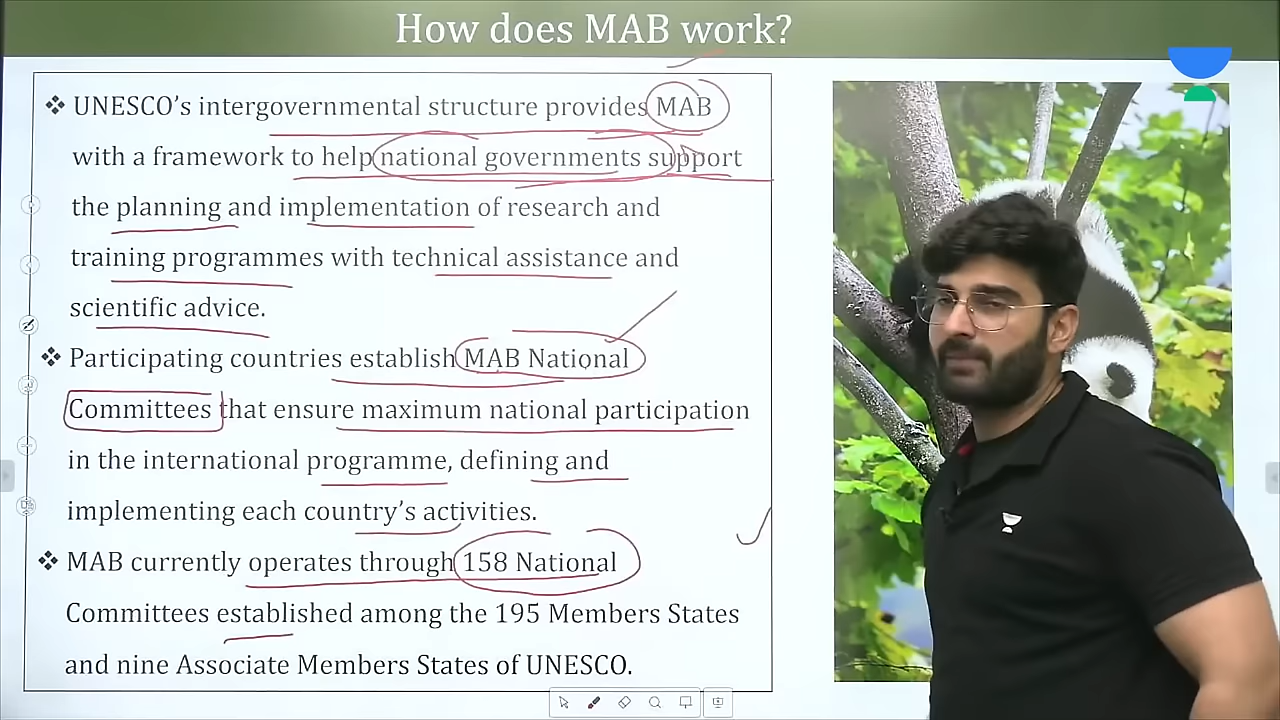 How does MAB work?
❖ UNESCO’s intergovernmental structure provides MAB
with a framework to help national governments support
the planning and implementation of research and
training programmes with technical assistance and
scientific advice.
❖ Participating countries establish MAB National
Committees that ensure maximum national participation
in the international programme, defining and
implementing each country’s activities.
❖ MAB currently operates through 158 National
Committees established among the 195 Members States
and nine Associate Members States of UNESCO.